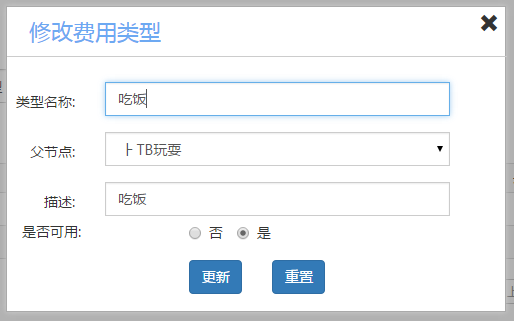 修改费用类型
类型名称: 吃饭
父节点: ├ TB玩耍
描述: 吃饭
是否可用: 否 是
更新 重置